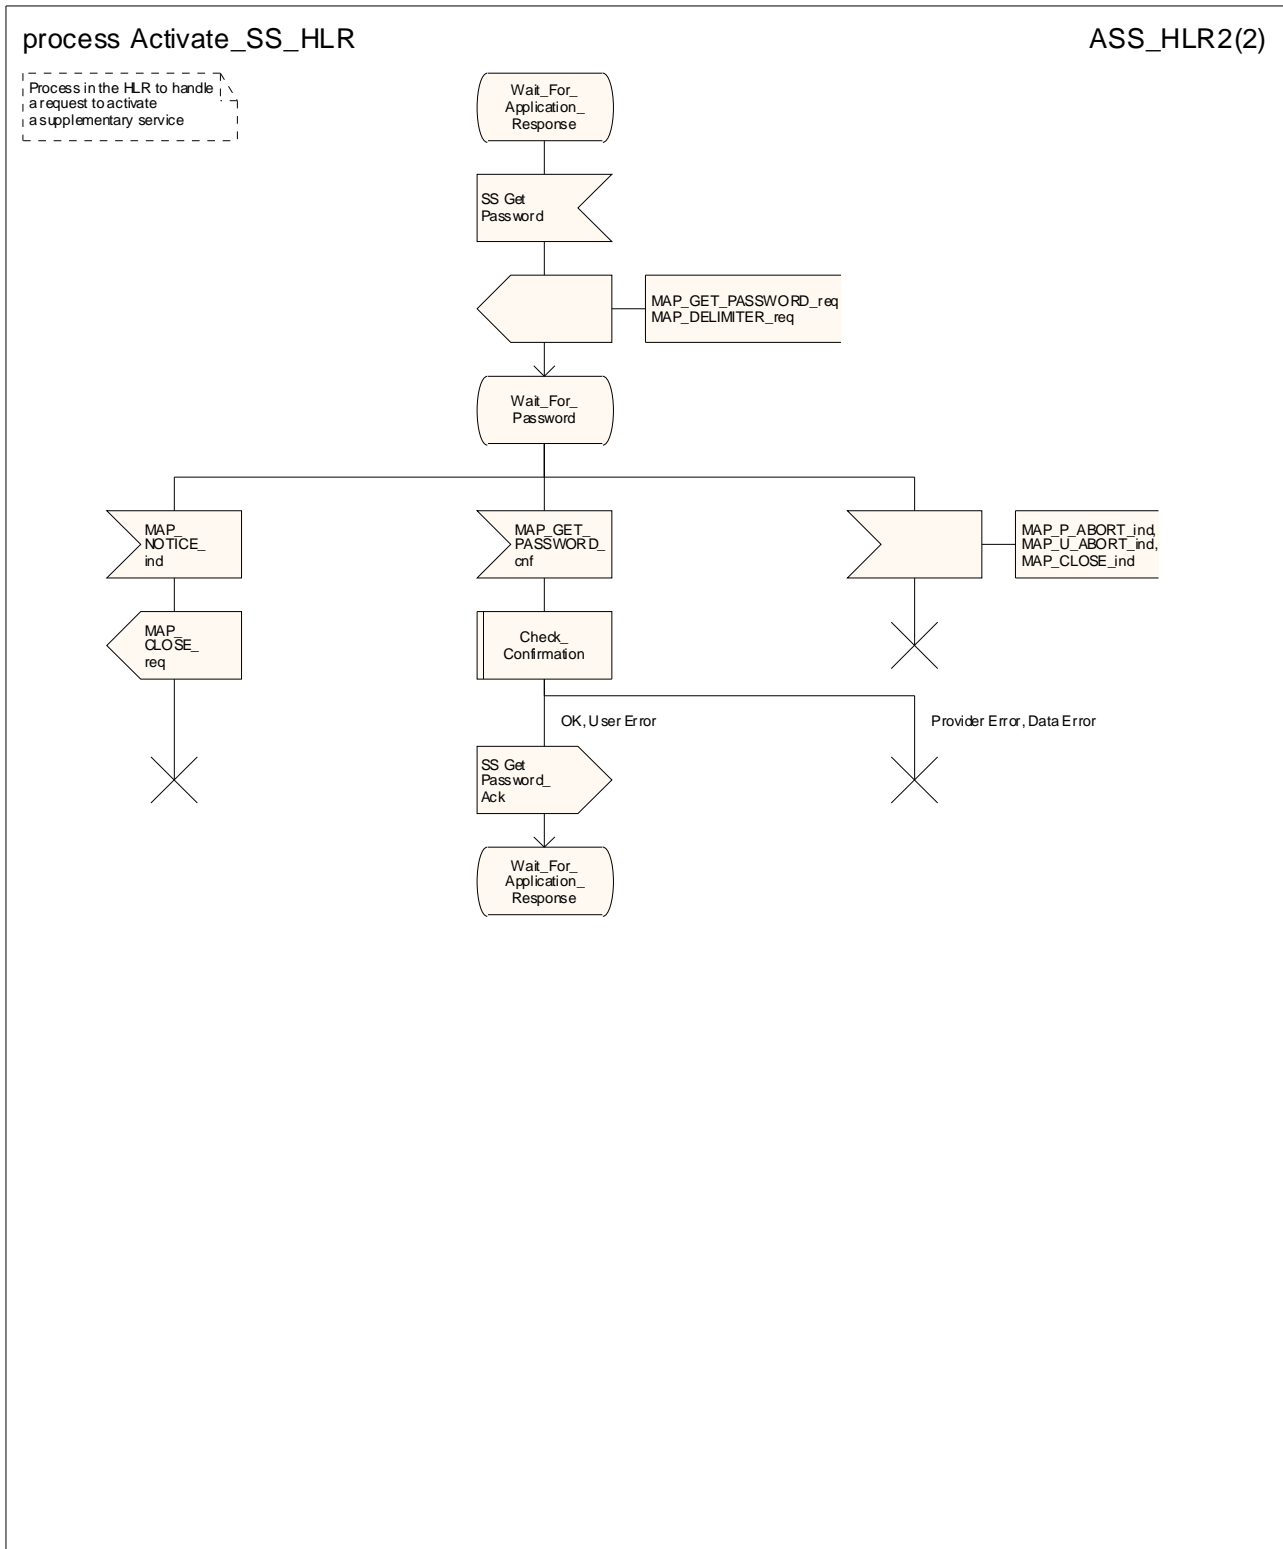 process Activate_SS_HLR
ASS_HLR2(2)
Process in the HLR to handle
a request to activate
a supplementary service
Wait_For_
Application_
Response
SS Get
Password
MAP_GET_PASSWORD_req
MAP_DELIMITER_req
Wait_For_
Password
MAP_
NOTICE_
ind
MAP_GET_
PASSWORD_
cnf
MAP_P_ABORT_ind,
MAP_U_ABORT_ind,
MAP_CLOSE_ind
MAP_
CLOSE_
req
Check_
Confirmation
OK, User Error
Provider Error, Data Error
SS Get
Password_
Ack
Wait_For_
Application_
Response